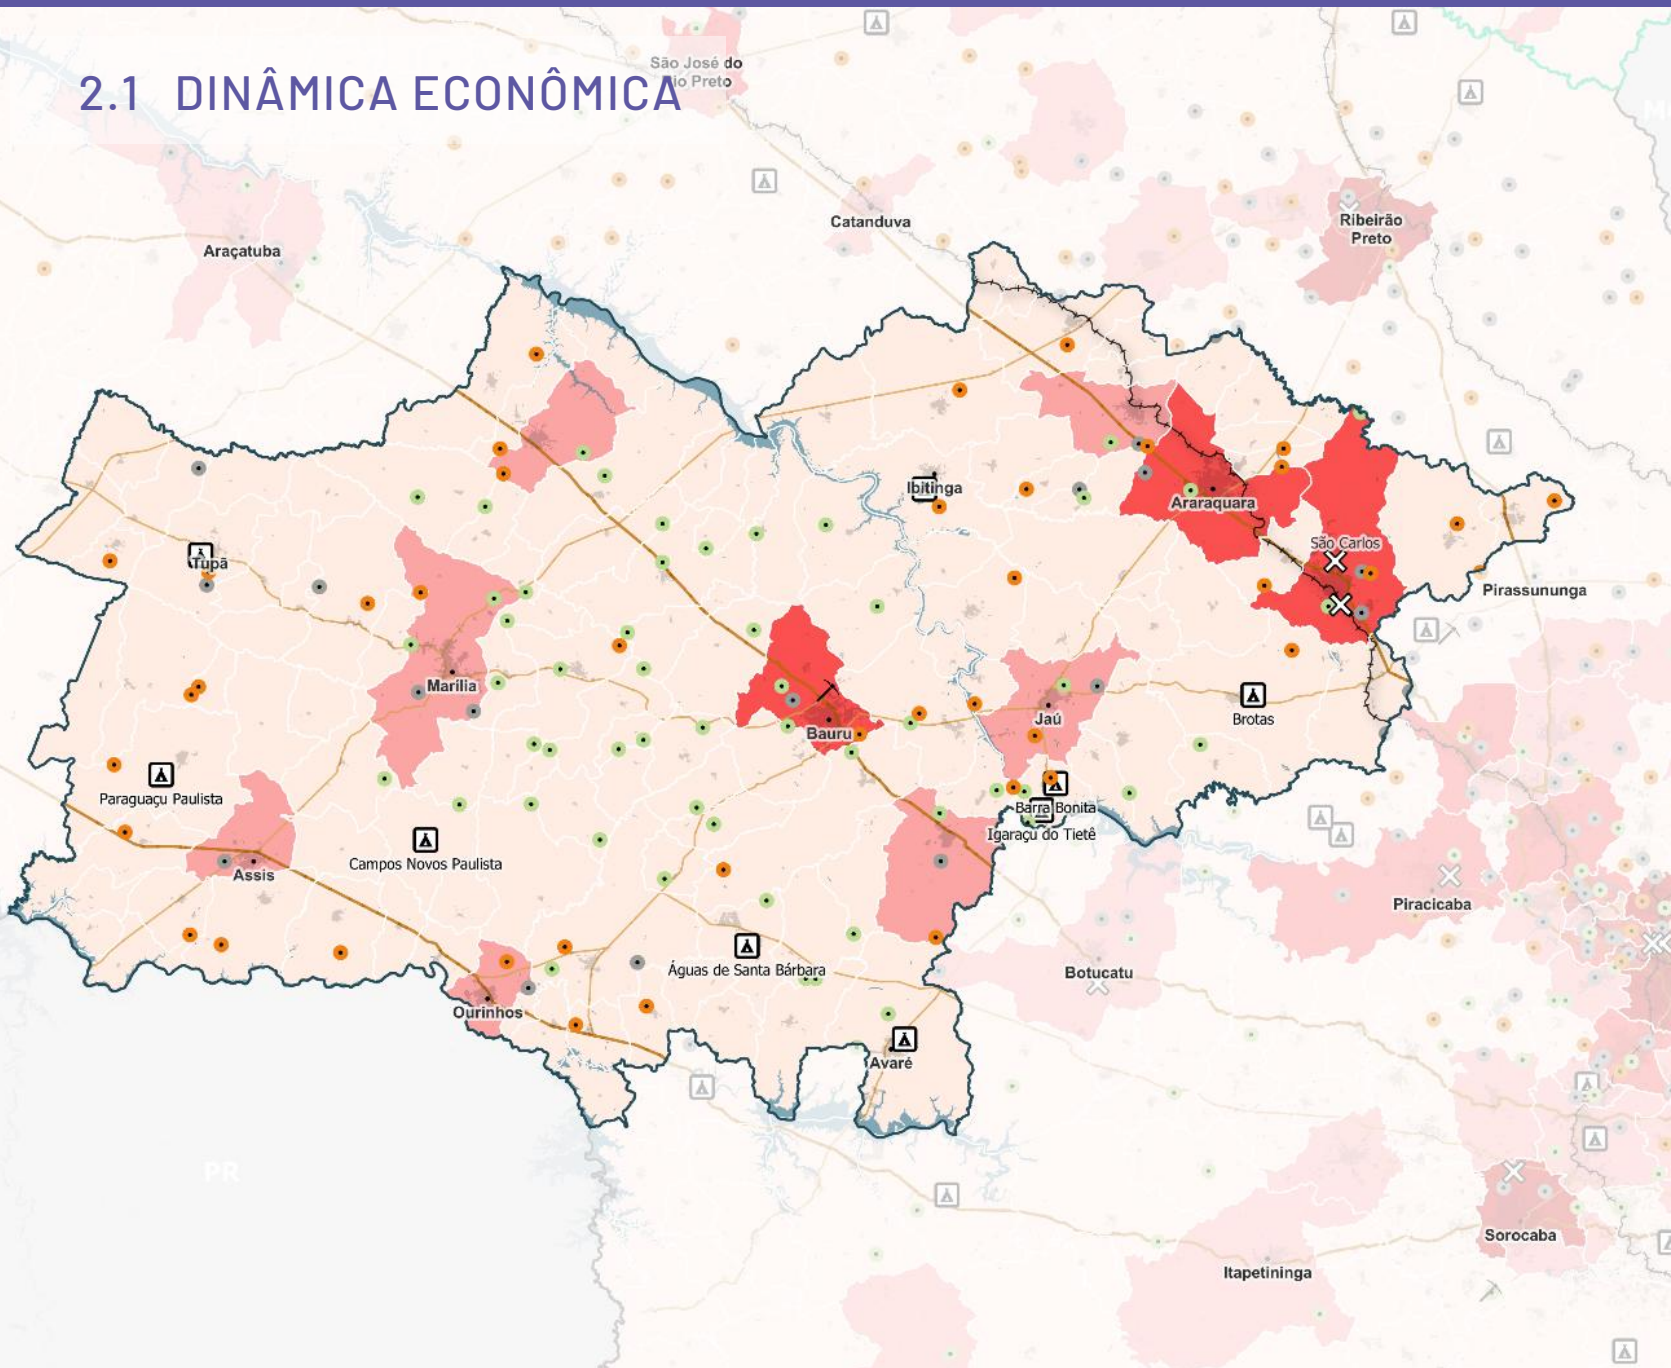 2.1 DINÂMICA ECONÔMICA
São José do
Rio Preto
Araçatuba
Catanduva
Ribeirão
Preto
Ibitinga
Araraquara
São Carlos
Tupã
Pirassununga
Marília
Bauru
Jaú
Brotas
Paraguaçu Paulista
Barra Bonita
Igaraçu do Tietê
Campos Novos Paulista
Assis
Piracicaba
Águas de Santa Bárbara
Botucatu
Ourinhos
Avaré
PR
Sorocaba
Itapetininga